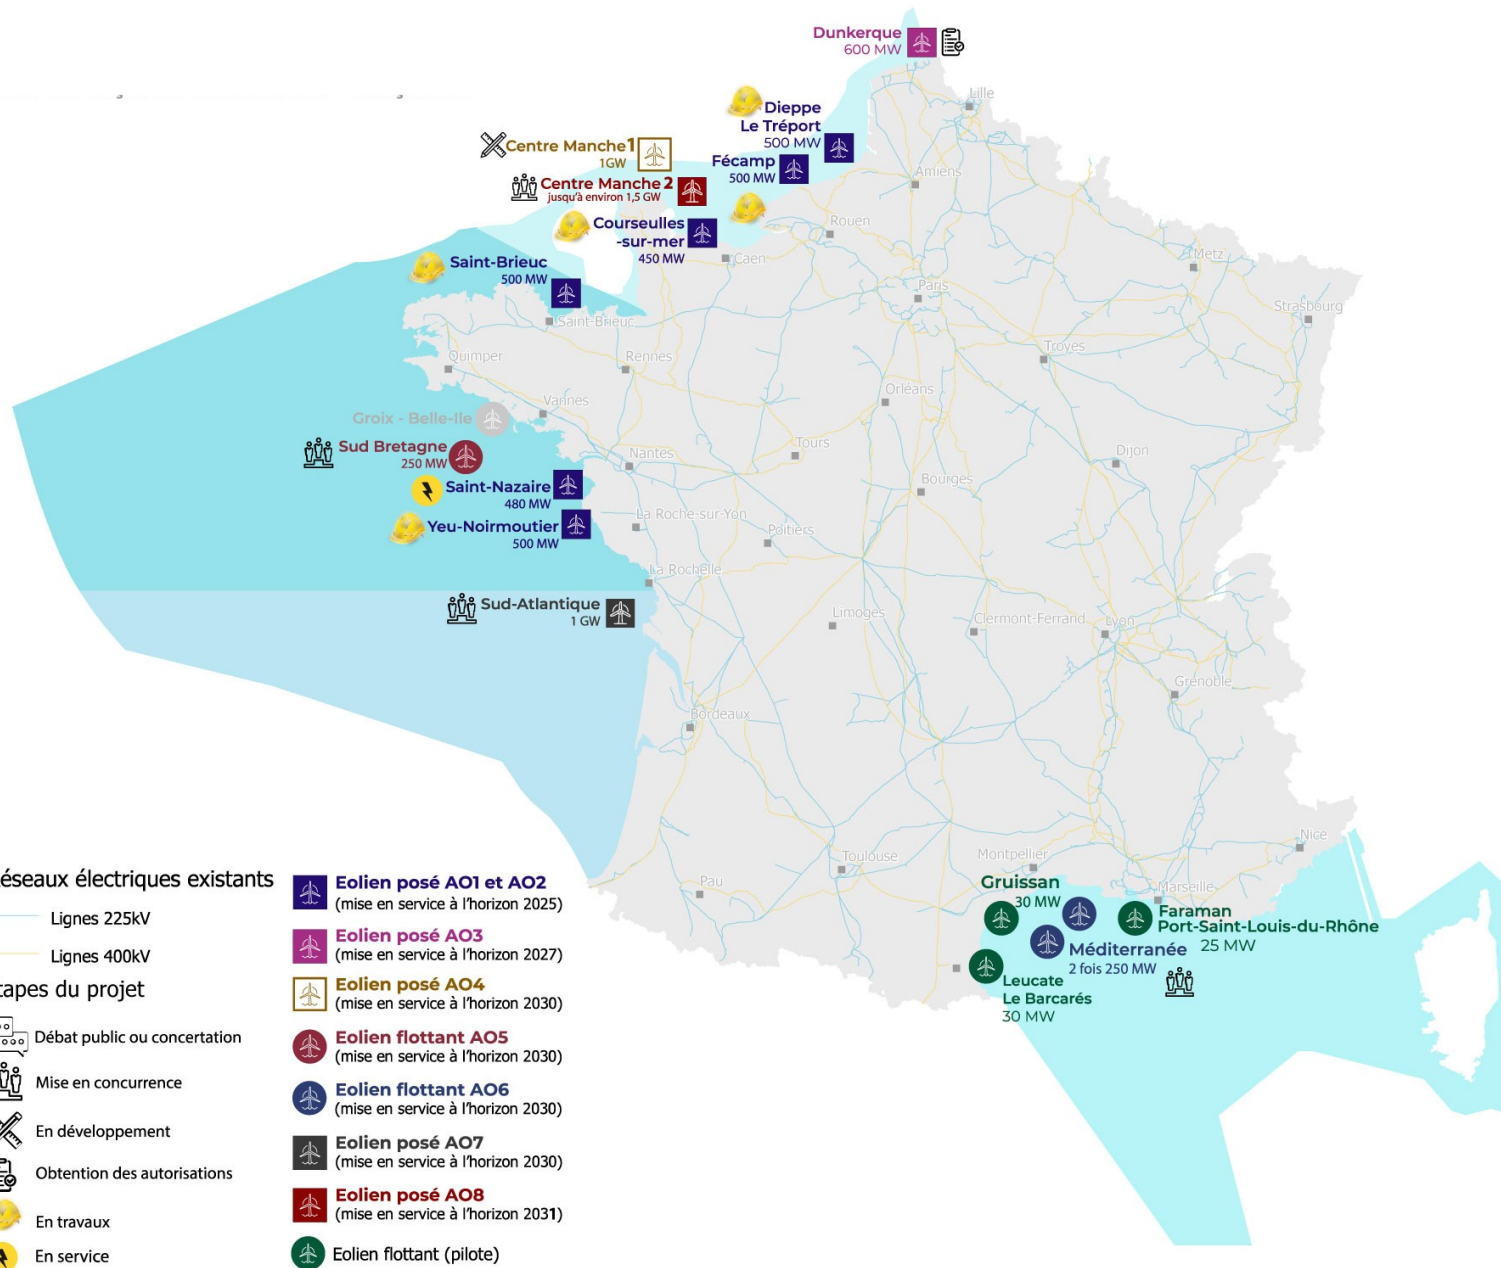 Dunkerque
600 MW
Lille
Dieppe
Le Tréport
500 MW
Fécamp
500 MW
Amiens
Centre Manche 1
1GW
Centre Manche 2
jusqu'à environ 1,5 GW
Courseulles
-sur-mer
450 MW
Rouen
Caen
Metz
Saint-Brieuc
500 MW
Saint-Brieuc
Paris
Strasbourg
Quimper
Rennes
Troyes
Vannes
Orléans
Groix - Belle-Ile
Sud Bretagne
250 MW
Nantes
Tours
Dijon
Saint-Nazaire
480 MW
Bourges
Yeu-Noirmoutier
500 MW
La Roche-sur-Yon
Poitiers
La Rochelle
Sud-Atlantique
1 GW
Limoges
Clermont-Ferrand
Lyon
Grenoble
Bordeaux
Nice
Toulouse
Montpellier
Pau
Marseille
Gruissan
30 MW
Faraman
Port-Saint-Louis-du-Rhône
25 MW
Méditerranée
2 fois 250 MW
Leucate
Le Barcarés
30 MW
éseaux électriques existants
Lignes 225kV
Lignes 400kV
tapes du projet
Débat public ou concertation
Mise en concurrence
En développement
Obtention des autorisations
En travaux
En service
Eolien posé AO1 et AO2
(mise en service à l'horizon 2025)
Eolien posé AO3
(mise en service à l'horizon 2027)
Eolien posé AO4
(mise en service à l'horizon 2030)
Eolien flottant AO5
(mise en service à l'horizon 2030)
Eolien flottant AO6
(mise en service à l'horizon 2030)
Eolien posé AO7
(mise en service à l'horizon 2030)
Eolien posé AO8
(mise en service à l'horizon 2031)
Eolien flottant (pilote)